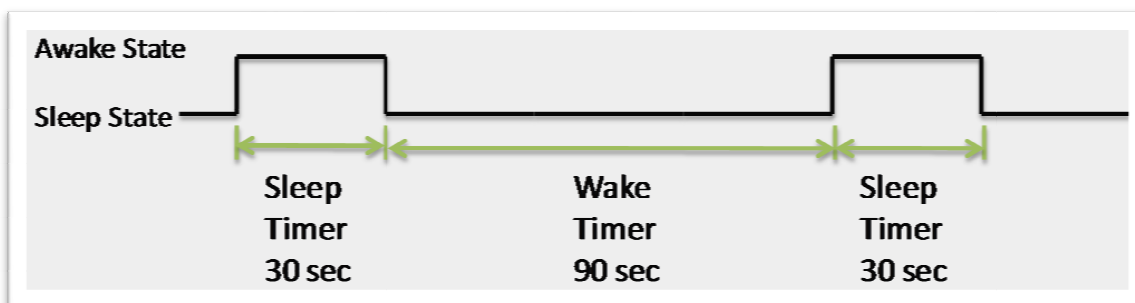 Awake State
Sleep State
Sleep
Timer
30 sec
Wake
Timer
90 sec
Sleep
Timer
30 sec